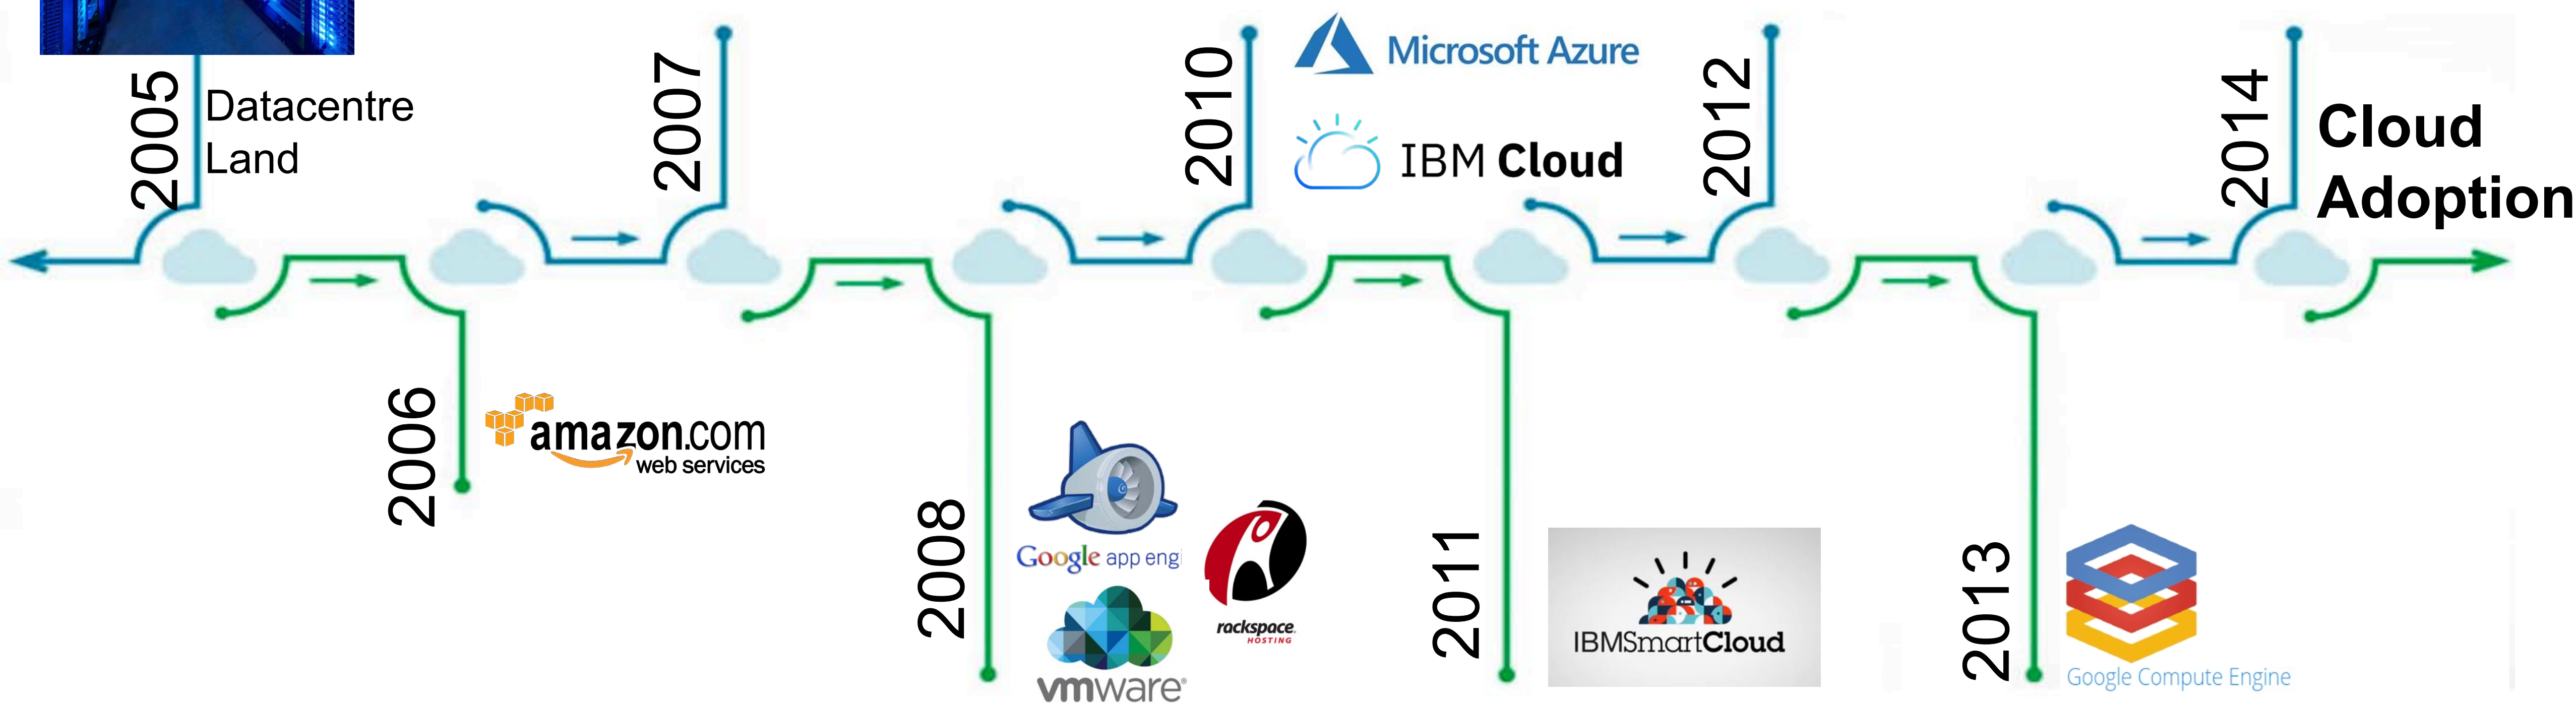 2005
Datacentre
Land
2006
amazon.com
web services
2007
2008
Google app engi
rackspace.
HOSTING
vmware®
2010
Microsoft Azure
IBM Cloud
2011
IBMSmartCloud
2012
2013
Google Compute Engine
2014
Cloud
Adoption